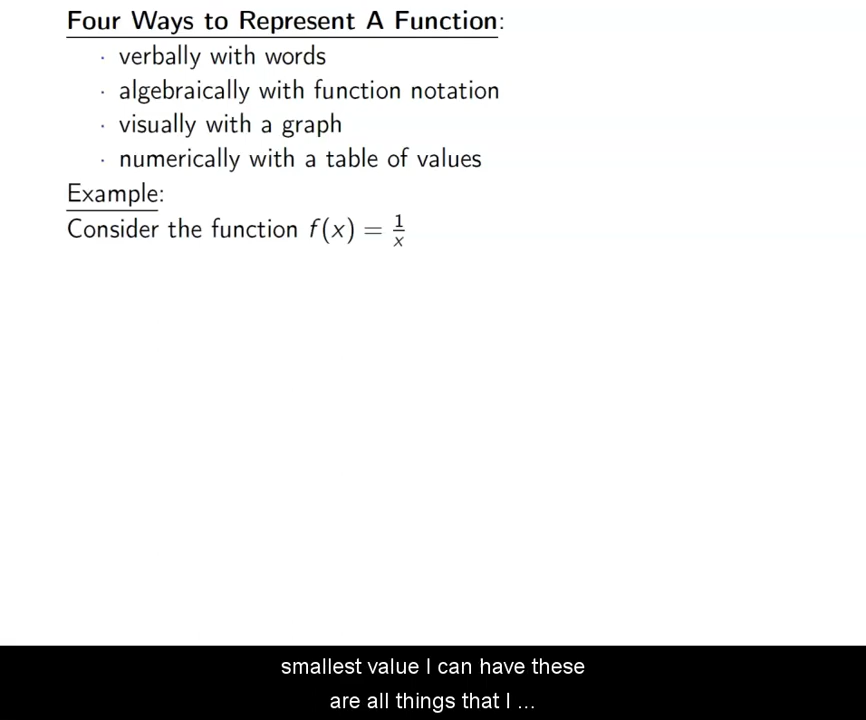 Four Ways to Represent A Function:
· verbally with words
· algebraically with function notation
· visually with a graph
· numerically with a table of values
Example:
Consider the function f(x) = 1/x
smallest value I can have these
are all things that I ...